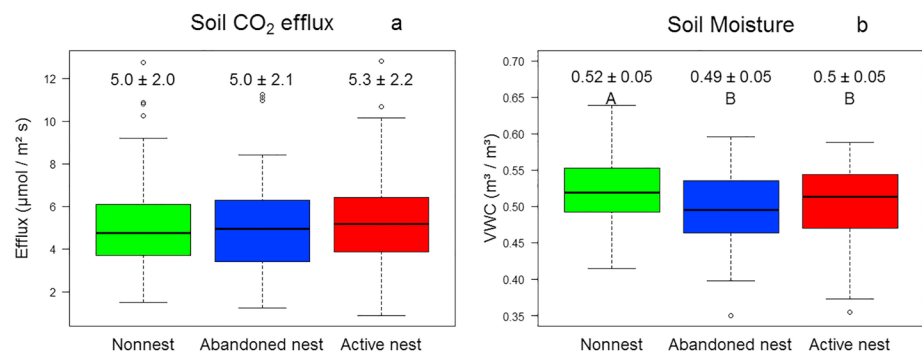 Soil CO₂ efflux a
5.0 ± 2.0 5.0 ± 2.1 5.3 ± 2.2
Efflux (μmol / m² s)
12
10
8
6
4
2
Nonnest Abandoned nest Active nest
Soil Moisture b
0.52 ± 0.05 0.49 ± 0.05 0.5 ± 0.05
A B B
VWC (m³ / m³)
0.70
0.65
0.60
0.55
0.50
0.45
0.40
0.35
Nonnest Abandoned nest Active nest